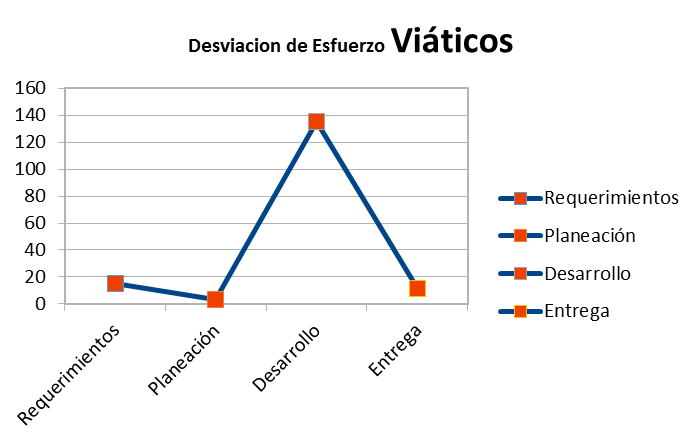 Desviacion de Esfuerzo Viáticos
160
140
120
100
80
60
40
20
0
Requerimientos
Planeación
Desarrollo
Entrega
Requerimientos
Planeación
Desarrollo
Entrega